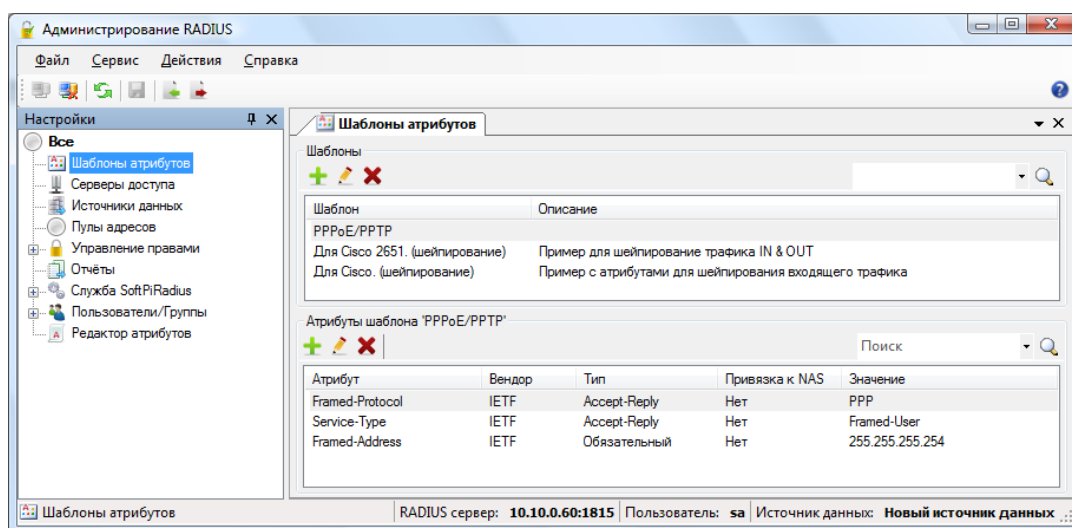 Администрирование RADIUS
Файл Сервис Действия Справка
Настройки
Все
Шаблоны атрибутов
Серверы доступа
Источники данных
Пулы адресов
Управление правами
Отчёты
Служба SoftPiRadius
Пользователи/Группы
Редактор атрибутов
Шаблоны атрибутов
Шаблоны
Шаблон Описание
PPPoE/PPTP
Для Cisco 2651. (шейпирование) Пример для шейпирование трафика IN & OUT
Для Cisco. (шейпирование) Пример с атрибутами для шейпирования входящего трафика
Атрибуты шаблона "PPPoE/PPTP"
Поиск
Атрибут Вендор Тип Привязка к NAS Значение
Framed-Protocol IETF Accept-Reply Нет PPP
Service-Type IETF Accept-Reply Нет Framed-User
Framed-Address IETF Обязательный Нет 255.255.255.254
Шаблоны атрибутов RADIUS сервер: 10.10.0.60:1815 Пользователь: sa Источник данных: Новый источник данных